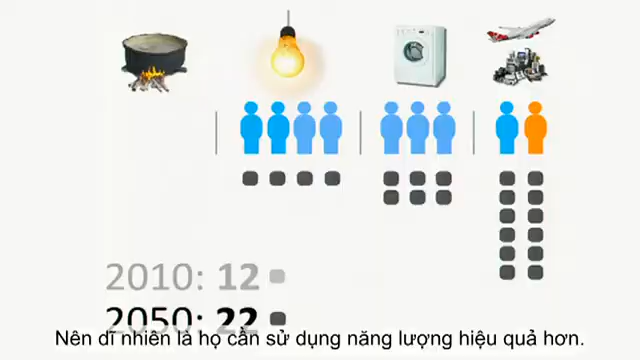 2010: 12
2050: 22
Nên dĩ nhiên là họ cần sử dụng năng lượng hiệu quả hơn.